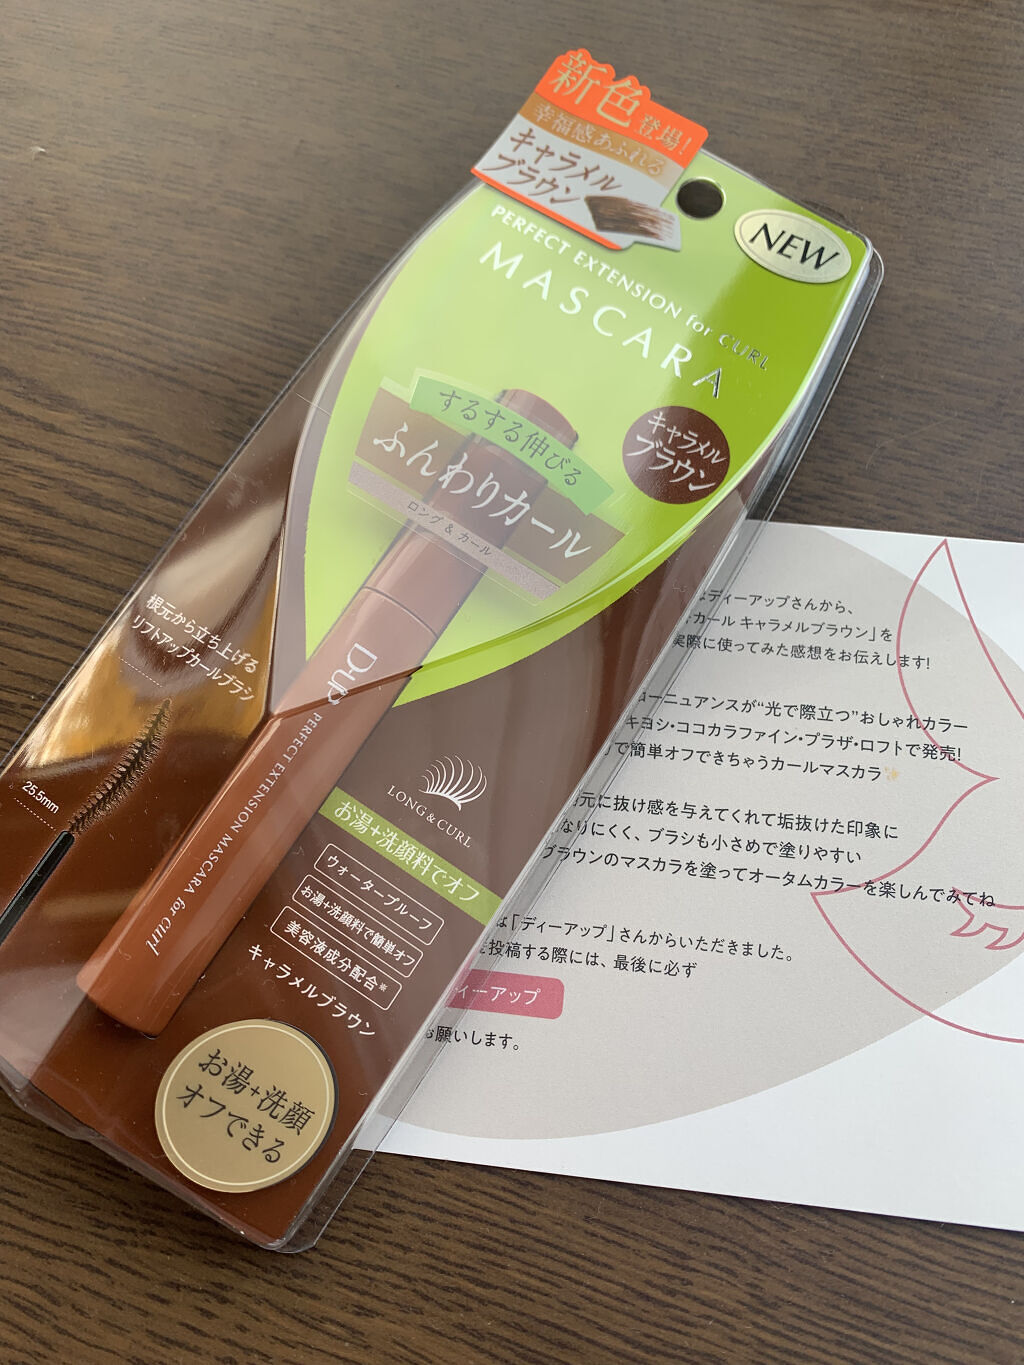 新色登場!
幸福感あふれる
キャラメル
ブラウン
NEW
PERFECT EXTENSION for CURL
MASCARA
キャラメル
ブラウン
するする伸びる
ふんわりカール
ロング & カール
根元から立ち上げる
リフトアップカールブラシ
25.5mm
D-UP
PERFECT EXTENSION MASCARA for curl
LONG & CURL
お湯+洗顔料でオフ
ウォータープルーフ
お湯+洗顔料で簡単オフ
美容液成分配合※
キャラメルブラウン
お湯+洗顔
オフできる
ディーアップさんから、
カール キャラメルブラウン」を
実際に使ってみた感想をお伝えします!
ーニュアンスが“光で際立つ”おしゃれカラー
キヨシ・ココカラファイン・プラザ・ロフトで発売!
で簡単オフできちゃうカールマスカラ
元に抜け感を与えてくれて垢抜けた印象に
なりにくく、ブラシも小さめで塗りやすい
ブラウンのマスカラを塗ってオータムカラーを楽しんでみてね
は「ディーアップ」さんからいただきました。
を投稿する際には、最後に必ず
ディーアップ
お願いします。